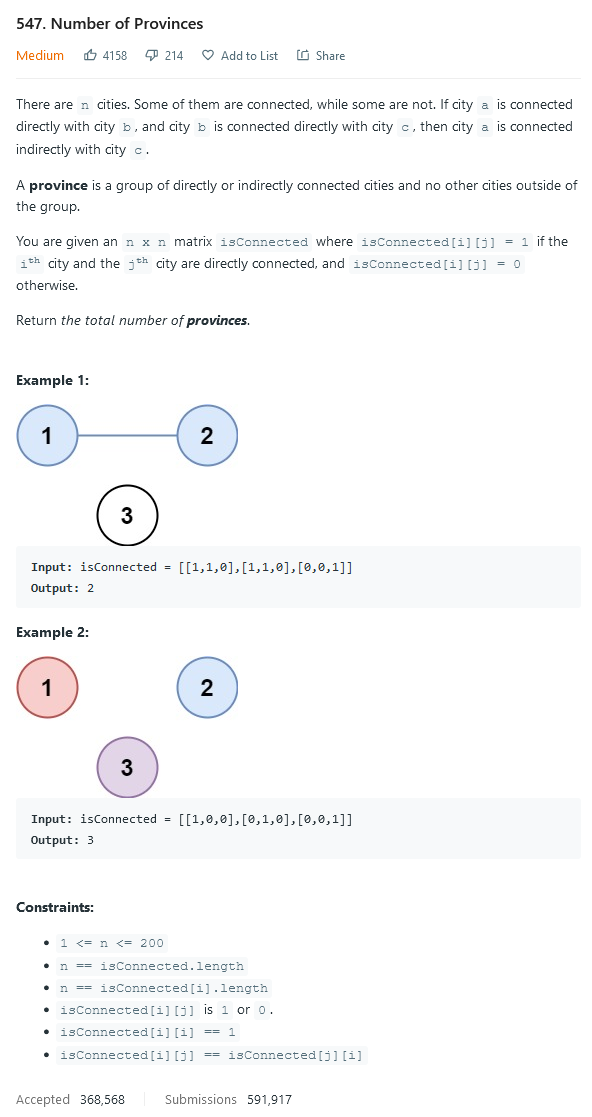 547. Number of Provinces
Medium 4158 214 Add to List Share
There are n cities. Some of them are connected, while some are not. If city a is connected
directly with city b, and city b is connected directly with city c, then city a is connected
indirectly with city c.
A province is a group of directly or indirectly connected cities and no other cities outside of
the group.
You are given an n x n matrix isConnected where isConnected[i][j] = 1 if the
ith city and the jth city are directly connected, and isConnected[i][j] = 0
otherwise.
Return the total number of provinces.
Example 1:
1 2
3
Input: isConnected = [[1,1,0],[1,1,0],[0,0,1]]
Output: 2
Example 2:
1 2
3
Input: isConnected = [[1,0,0],[0,1,0],[0,0,1]]
Output: 3
Constraints:
• 1 <= n <= 200
• n == isConnected.length
• n == isConnected[i].length
• isConnected[i][j] is 1 or 0.
• isConnected[i][i] == 1
• isConnected[i][j] == isConnected[j][i]
Accepted 368,568 Submissions 591,917